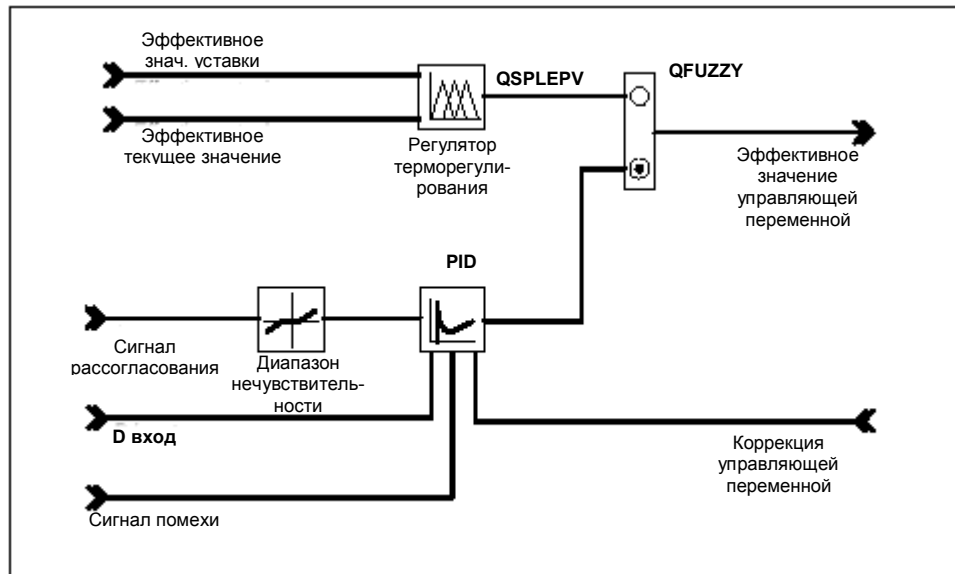 Эффективное
знач. уставки
QSPLEPV
QFUZZY
Эффективное
текущее значение
Регулятор
терморегули-
рования
Эффективное
значение
управляющей
переменной
PID
Сигнал
рассогласования
Диапазон
нечувствитель-
ности
D вход
Коррекция
управляющей
переменной
Сигнал помехи